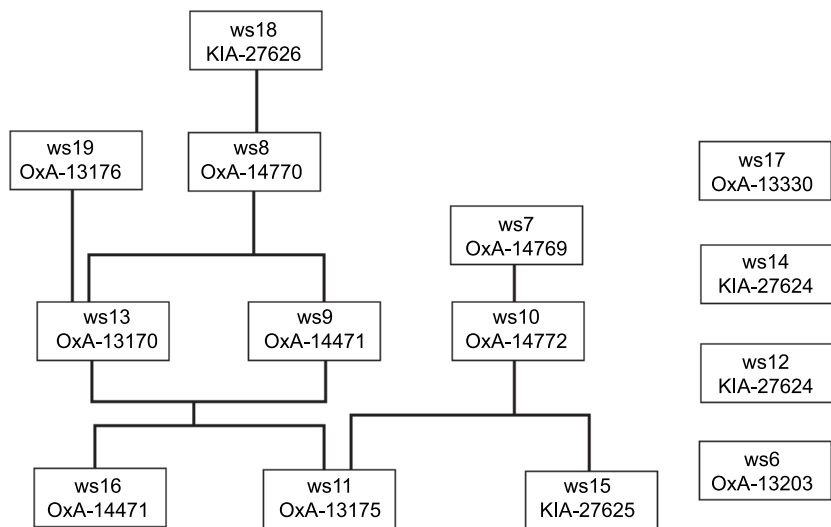 ws18
KIA-27626
ws19
OxA-13176
ws8
OxA-14770
ws17
OxA-13330
ws7
OxA-14769
ws14
KIA-27624
ws13
OxA-13170
ws9
OxA-14471
ws10
OxA-14772
ws12
KIA-27624
ws16
OxA-14471
ws11
OxA-13175
ws15
KIA-27625
ws6
OxA-13203